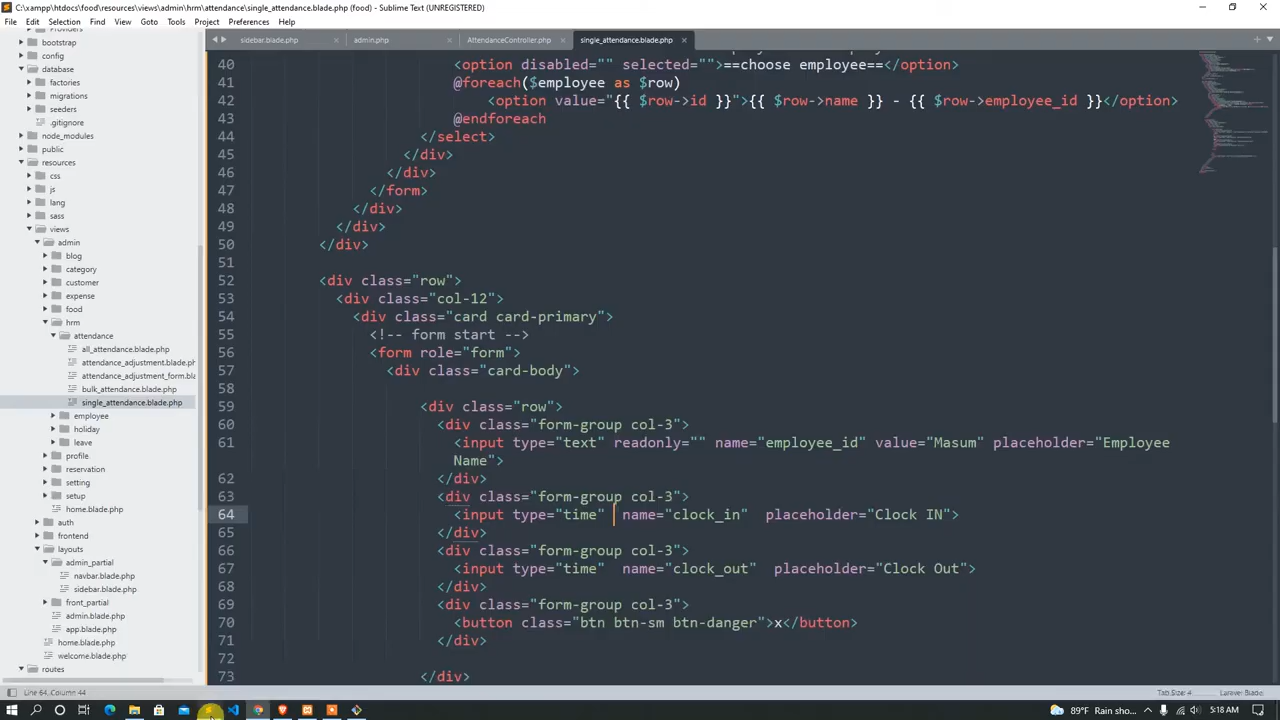 C:\xampp\htdocs\food\resources\views\admin\hrm\attendance\single_attendance.blade.php (food) - Sublime Text (UNREGISTERED)
File Edit Selection Find View Goto Tools Project Preferences Help
sidebar.blade.php × admin.php × AttendanceController.php × single_attendance.blade.php ×
Providers
bootstrap
config
database
factories
migrations
seeders
.gitignore
node_modules
public
resources
css
js
lang
sass
views
admin
blog
category
customer
expense
food
hrm
attendance
all_attendance.blade.php
attendance_adjustment.blade.ph
attendance_adjustment_form.bla
bulk_attendance.blade.php
single_attendance.blade.php
employee
holiday
leave
profile
reservation
setting
setup
home.blade.php
auth
frontend
layouts
admin_partial
navbar.blade.php
sidebar.blade.php
front_partial
admin.blade.php
app.blade.php
home.blade.php
welcome.blade.php
routes
40 <option disabled="" selected="">==choose employee==</option>
41 @foreach($employee as $row)
42 <option value="{{ $row->id }}">{{ $row->name }} - {{ $row->employee_id }}</option>
43 @endforeach
44 </select>
45 </div>
46 </div>
47 </form>
48 </div>
49 </div>
50 </div>
51
52 <div class="row">
53 <div class="col-12">
54 <div class="card card-primary">
55 <!-- form start -->
56 <form role="form">
57 <div class="card-body">
58
59 <div class="row">
60 <div class="form-group col-3">
61 <input type="text" readonly="" name="employee_id" value="Masum" placeholder="Employee
Name">
62 </div>
63 <div class="form-group col-3">
64 <input type="time" name="clock_in" placeholder="Clock IN">
65 </div>
66 <div class="form-group col-3">
67 <input type="time" name="clock_out" placeholder="Clock Out">
68 </div>
69 <div class="form-group col-3">
70 <button class="btn btn-sm btn-danger">x</button>
71 </div>
72
73 </div>
Line 64, Column 44
Tab Size: 4 Laravel Blade
89°F Rain sho... 5:18 AM